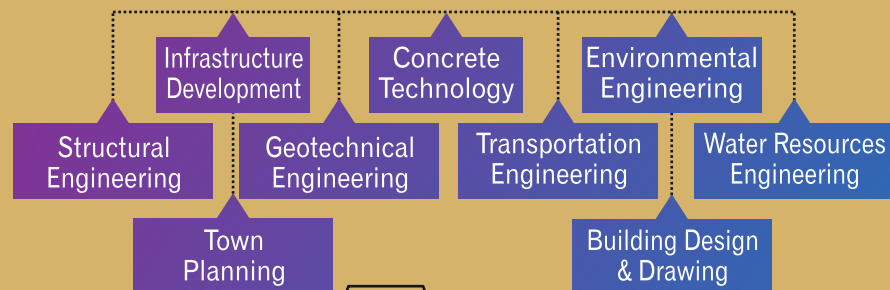 Infrastructure
Development
Concrete
Technology
Environmental
Engineering
Structural
Engineering
Geotechnical
Engineering
Transportation
Engineering
Water Resources
Engineering
Town
Planning
Building Design
& Drawing